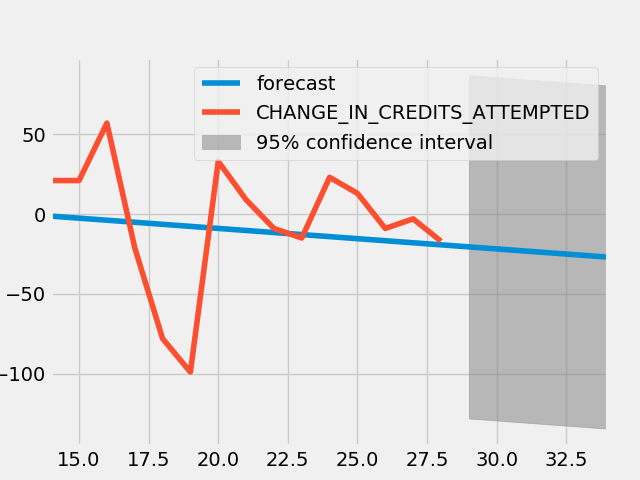 forecast
CHANGE_IN_CREDITS_ATTEMPTED
95% confidence interval
50
0
−50
−100
15.0 17.5 20.0 22.5 25.0 27.5 30.0 32.5